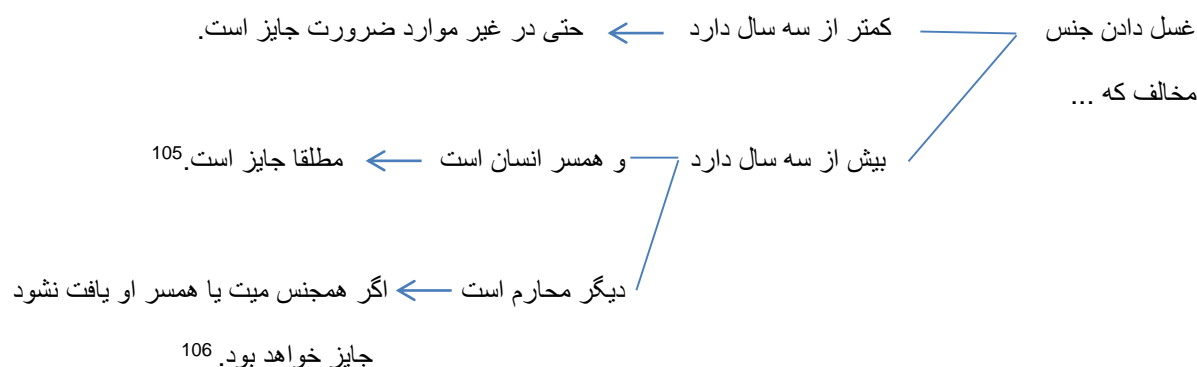 غسل دادن جنس کمتر از سه سال دارد حتی در غیر موارد ضرورت جایز است.
مخالف که ...
بیش از سه سال دارد و همسر انسان است مطلقا جایز است.105
دیگر محارم است اگر همجنس میت یا همسر او یافت نشود
جایز خواهد بود. 106